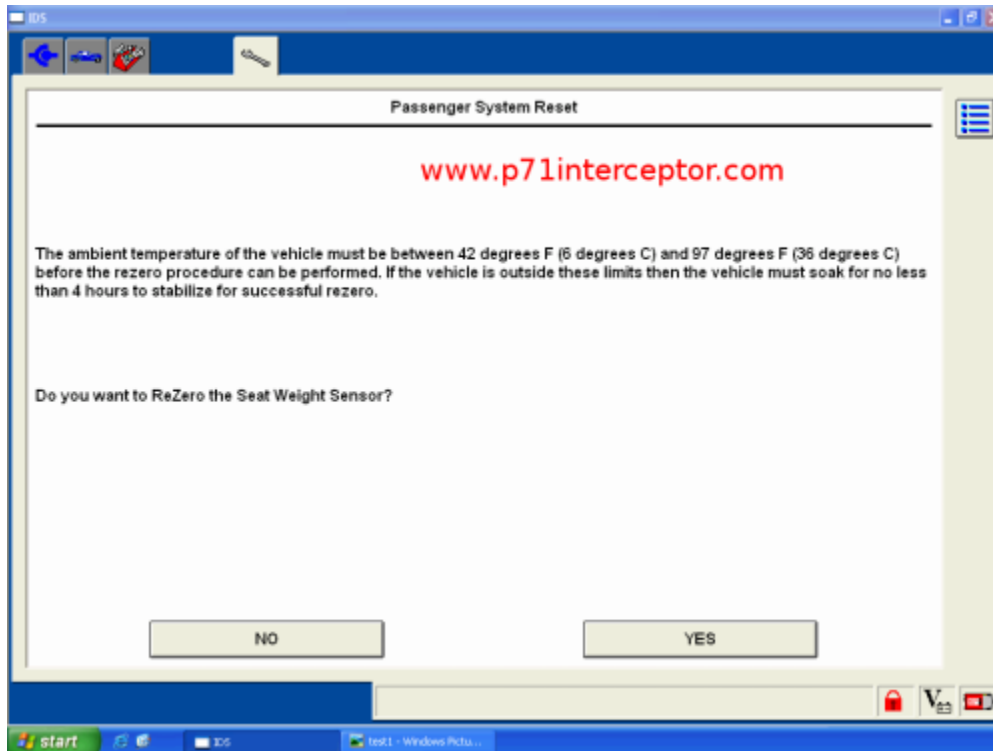 IDS
Passenger System Reset
www.p71interceptor.com
The ambient temperature of the vehicle must be between 42 degrees F (6 degrees C) and 97 degrees F (36 degrees C)
before the rezero procedure can be performed. If the vehicle is outside these limits then the vehicle must soak for no less
than 4 hours to stabilize for successful rezero.
Do you want to ReZero the Seat Weight Sensor?
NO YES
V
start IDS test1 - Windows Pictu...